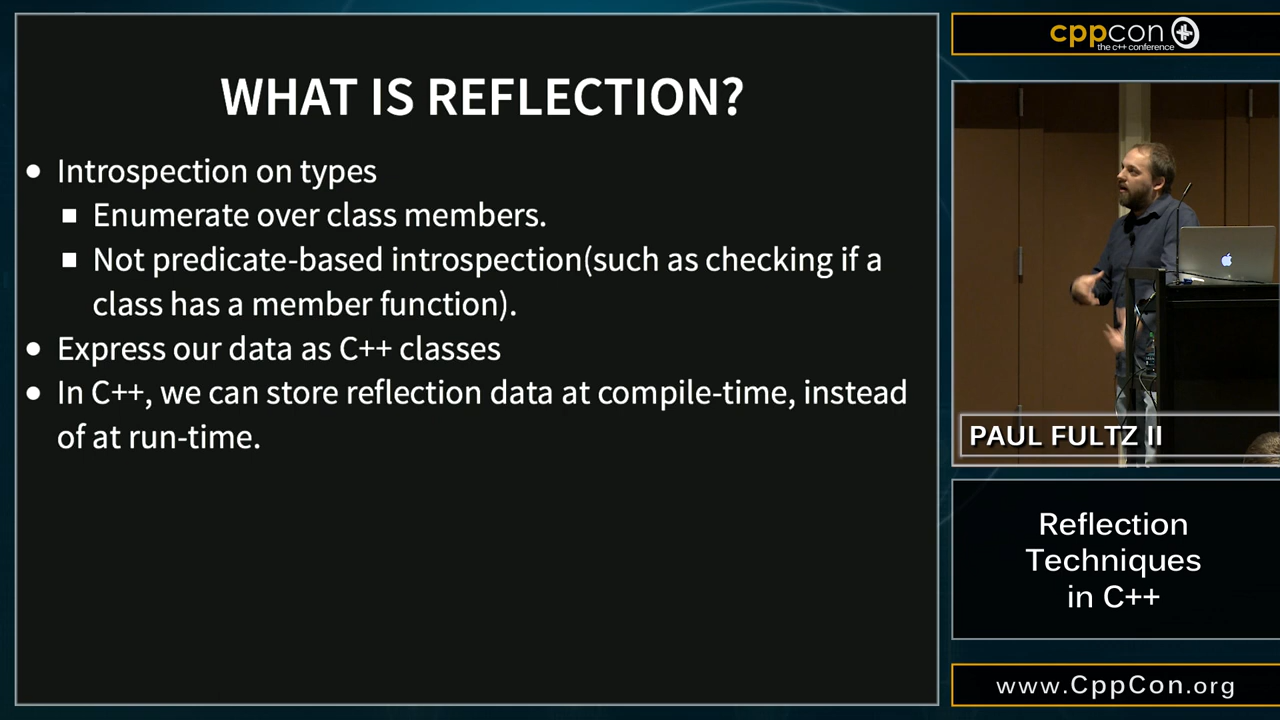 WHAT IS REFLECTION?
• Introspection on types
▪ Enumerate over class members.
▪ Not predicate-based introspection(such as checking if a
class has a member function).
• Express our data as C++ classes
• In C++, we can store reflection data at compile-time, instead
of at run-time.
cppcon
the c++ conference
PAUL FULTZ II
Reflection
Techniques
in C++
www.CppCon.org